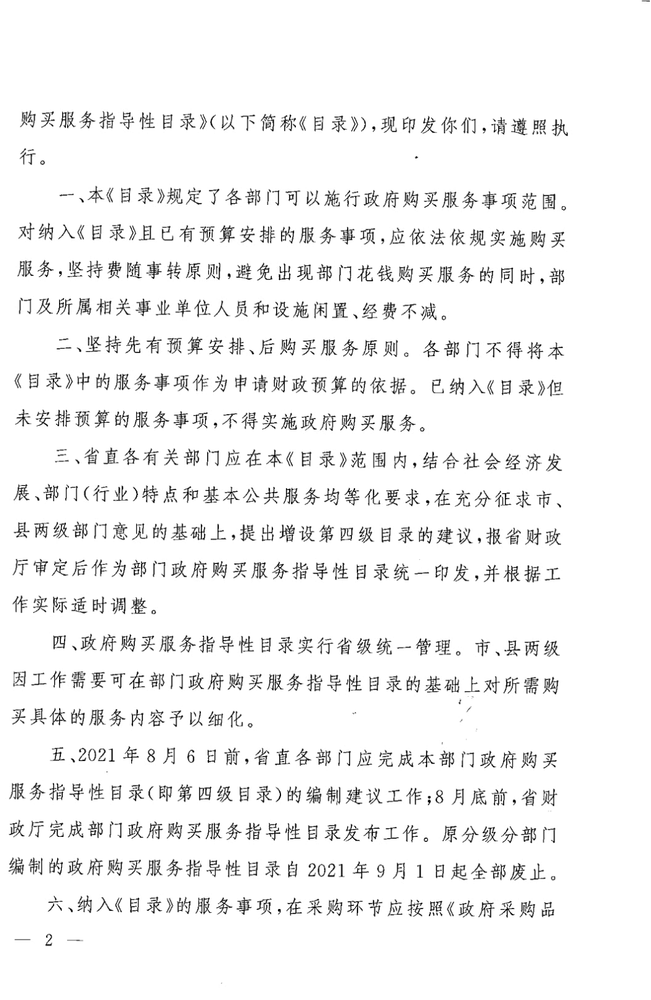 购买服务指导性目录》(以下简称《目录》),现印发你们,请遵照执
行。
一、本《目录》规定了各部门可以施行政府购买服务事项范围。
对纳入《目录》且已有预算安排的服务事项,应依法依规实施购买
服务,坚持费随事转原则,避免出现部门花钱购买服务的同时,部
门及所属相关事业单位人员和设施闲置、经费不减。
二、坚持先有预算安排、后购买服务原则。各部门不得将本
《目录》中的服务事项作为申请财政预算的依据。已纳入《目录》但
未安排预算的服务事项,不得实施政府购买服务。
三、省直各有关部门应在本《目录》范围内,结合社会经济发
展、部门(行业)特点和基本公共服务均等化要求,在充分征求市、
县两级部门意见的基础上,提出增设第四级目录的建议,报省财政
厅审定后作为部门政府购买服务指导性目录统一印发,并根据工
作实际适时调整。
四、政府购买服务指导性目录实行省级统一管理。市、县两级
因工作需要可在部门政府购买服务指导性目录的基础上对所需购
买具体的服务内容予以细化。
五、2021 年 8 月 6 日前,省直各部门应完成本部门政府购买
服务指导性目录(即第四级目录)的编制建议工作;8 月底前,省财
政厅完成部门政府购买服务指导性目录发布工作。原分级分部门
编制的政府购买服务指导性目录自 2021 年 9 月 1 日起全部废止。
六、纳入《目录》的服务事项,在采购环节应按照《政府采购品
— 2 —